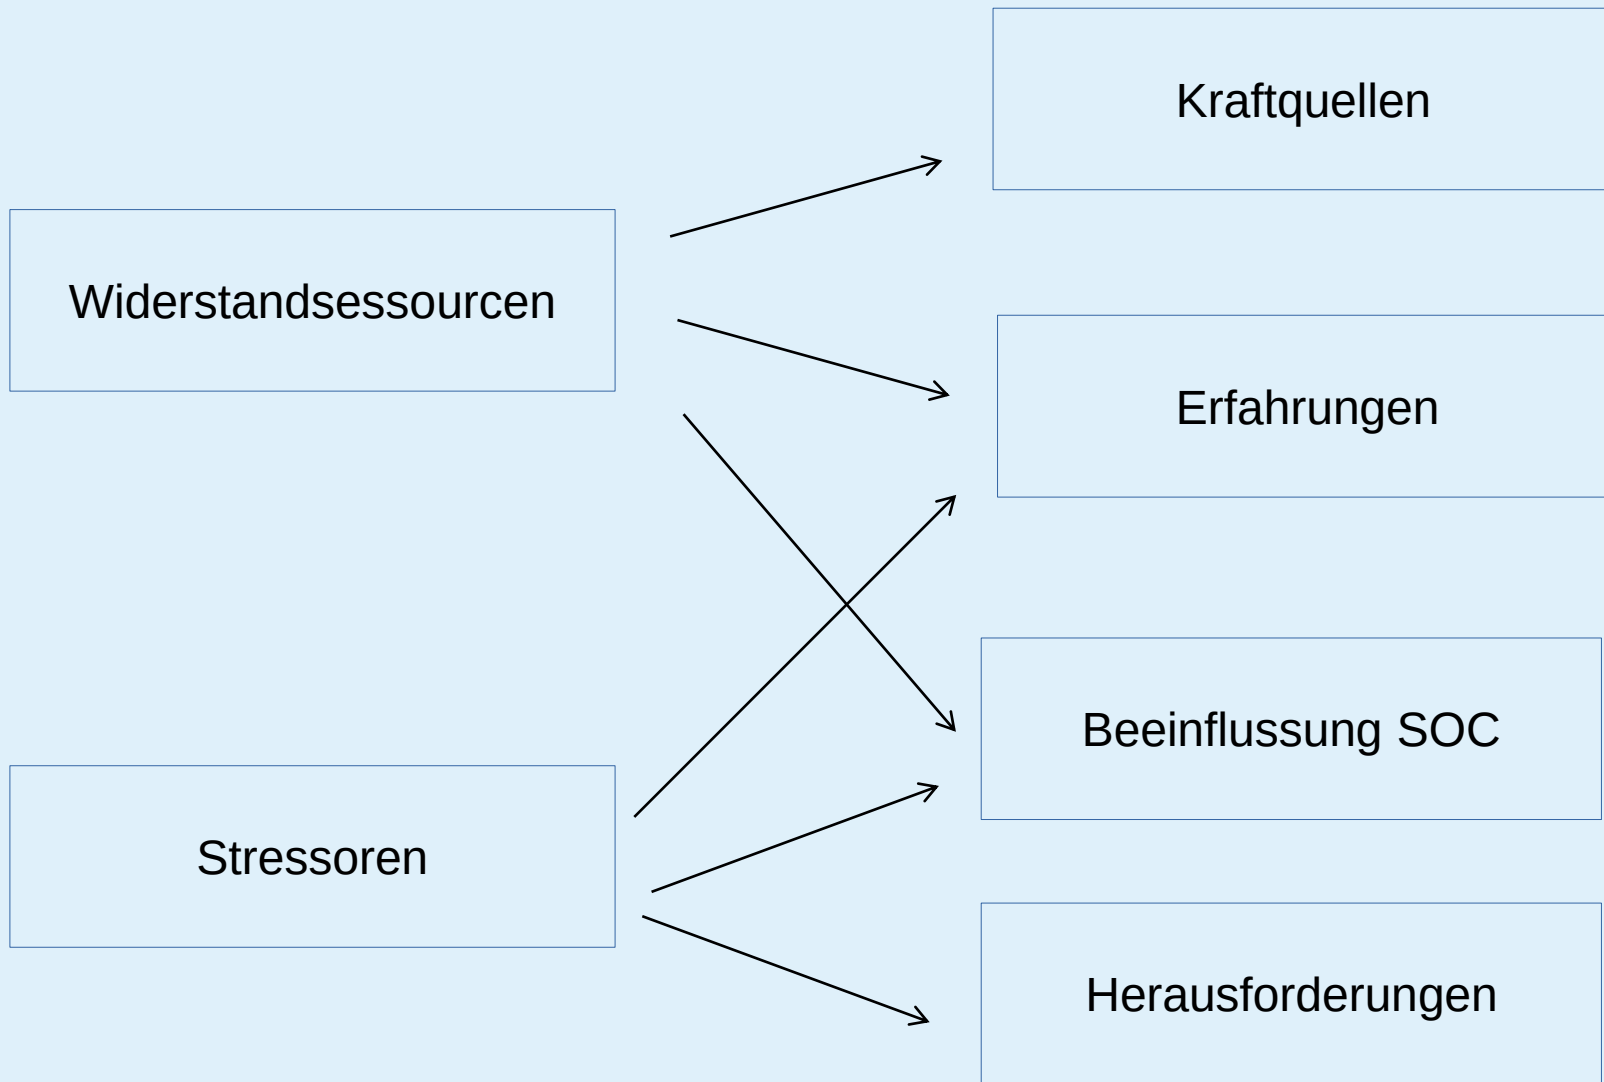 Kraftquellen
Widerstandsessourcen
Erfahrungen
Beeinflussung SOC
Stressoren
Herausforderungen